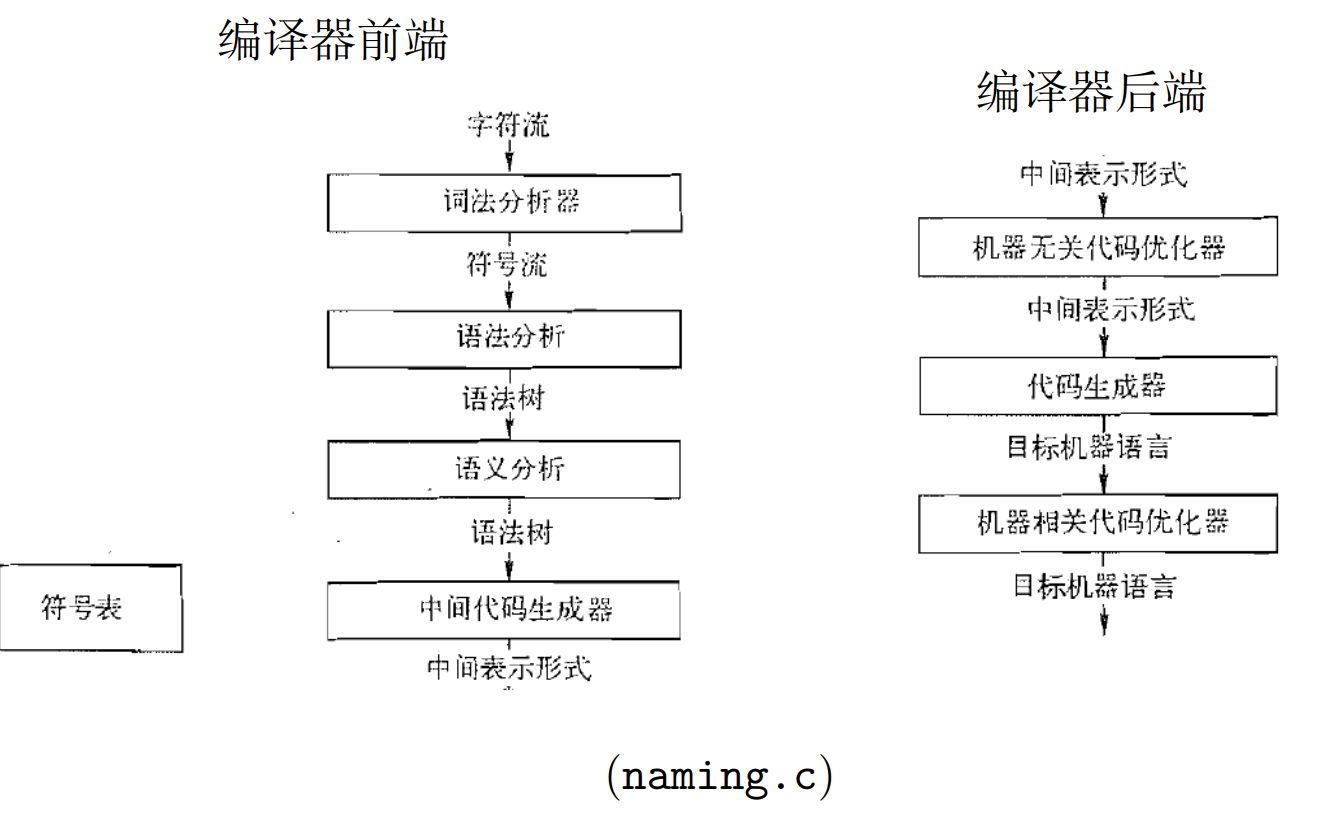 编译器前端
字符流
词法分析器
符号流
语法分析
语法树
语义分析
语法树
中间代码生成器
中间表示形式
符号表
编译器后端
中间表示形式
机器无关代码优化器
中间表示形式
代码生成器
目标机器语言
机器相关代码优化器
目标机器语言
(naming.c)